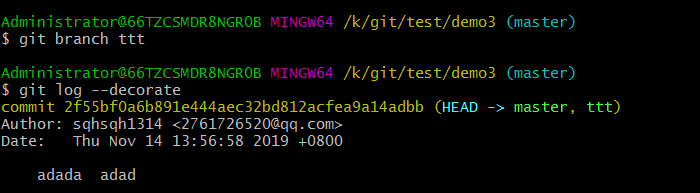 Administrator@66TZCSMDR8NGR0B MINGW64 /k/git/test/demo3 (master)
$ git branch ttt
Administrator@66TZCSMDR8NGR0B MINGW64 /k/git/test/demo3 (master)
$ git log --decorate
commit 2f55bf0a6b891e444aec32bd812acfea9a14adbb (HEAD -> master, ttt)
Author: sqhsqh1314 <2761726520@qq.com>
Date:   Thu Nov 14 13:56:58 2019 +0800
    adada  adad